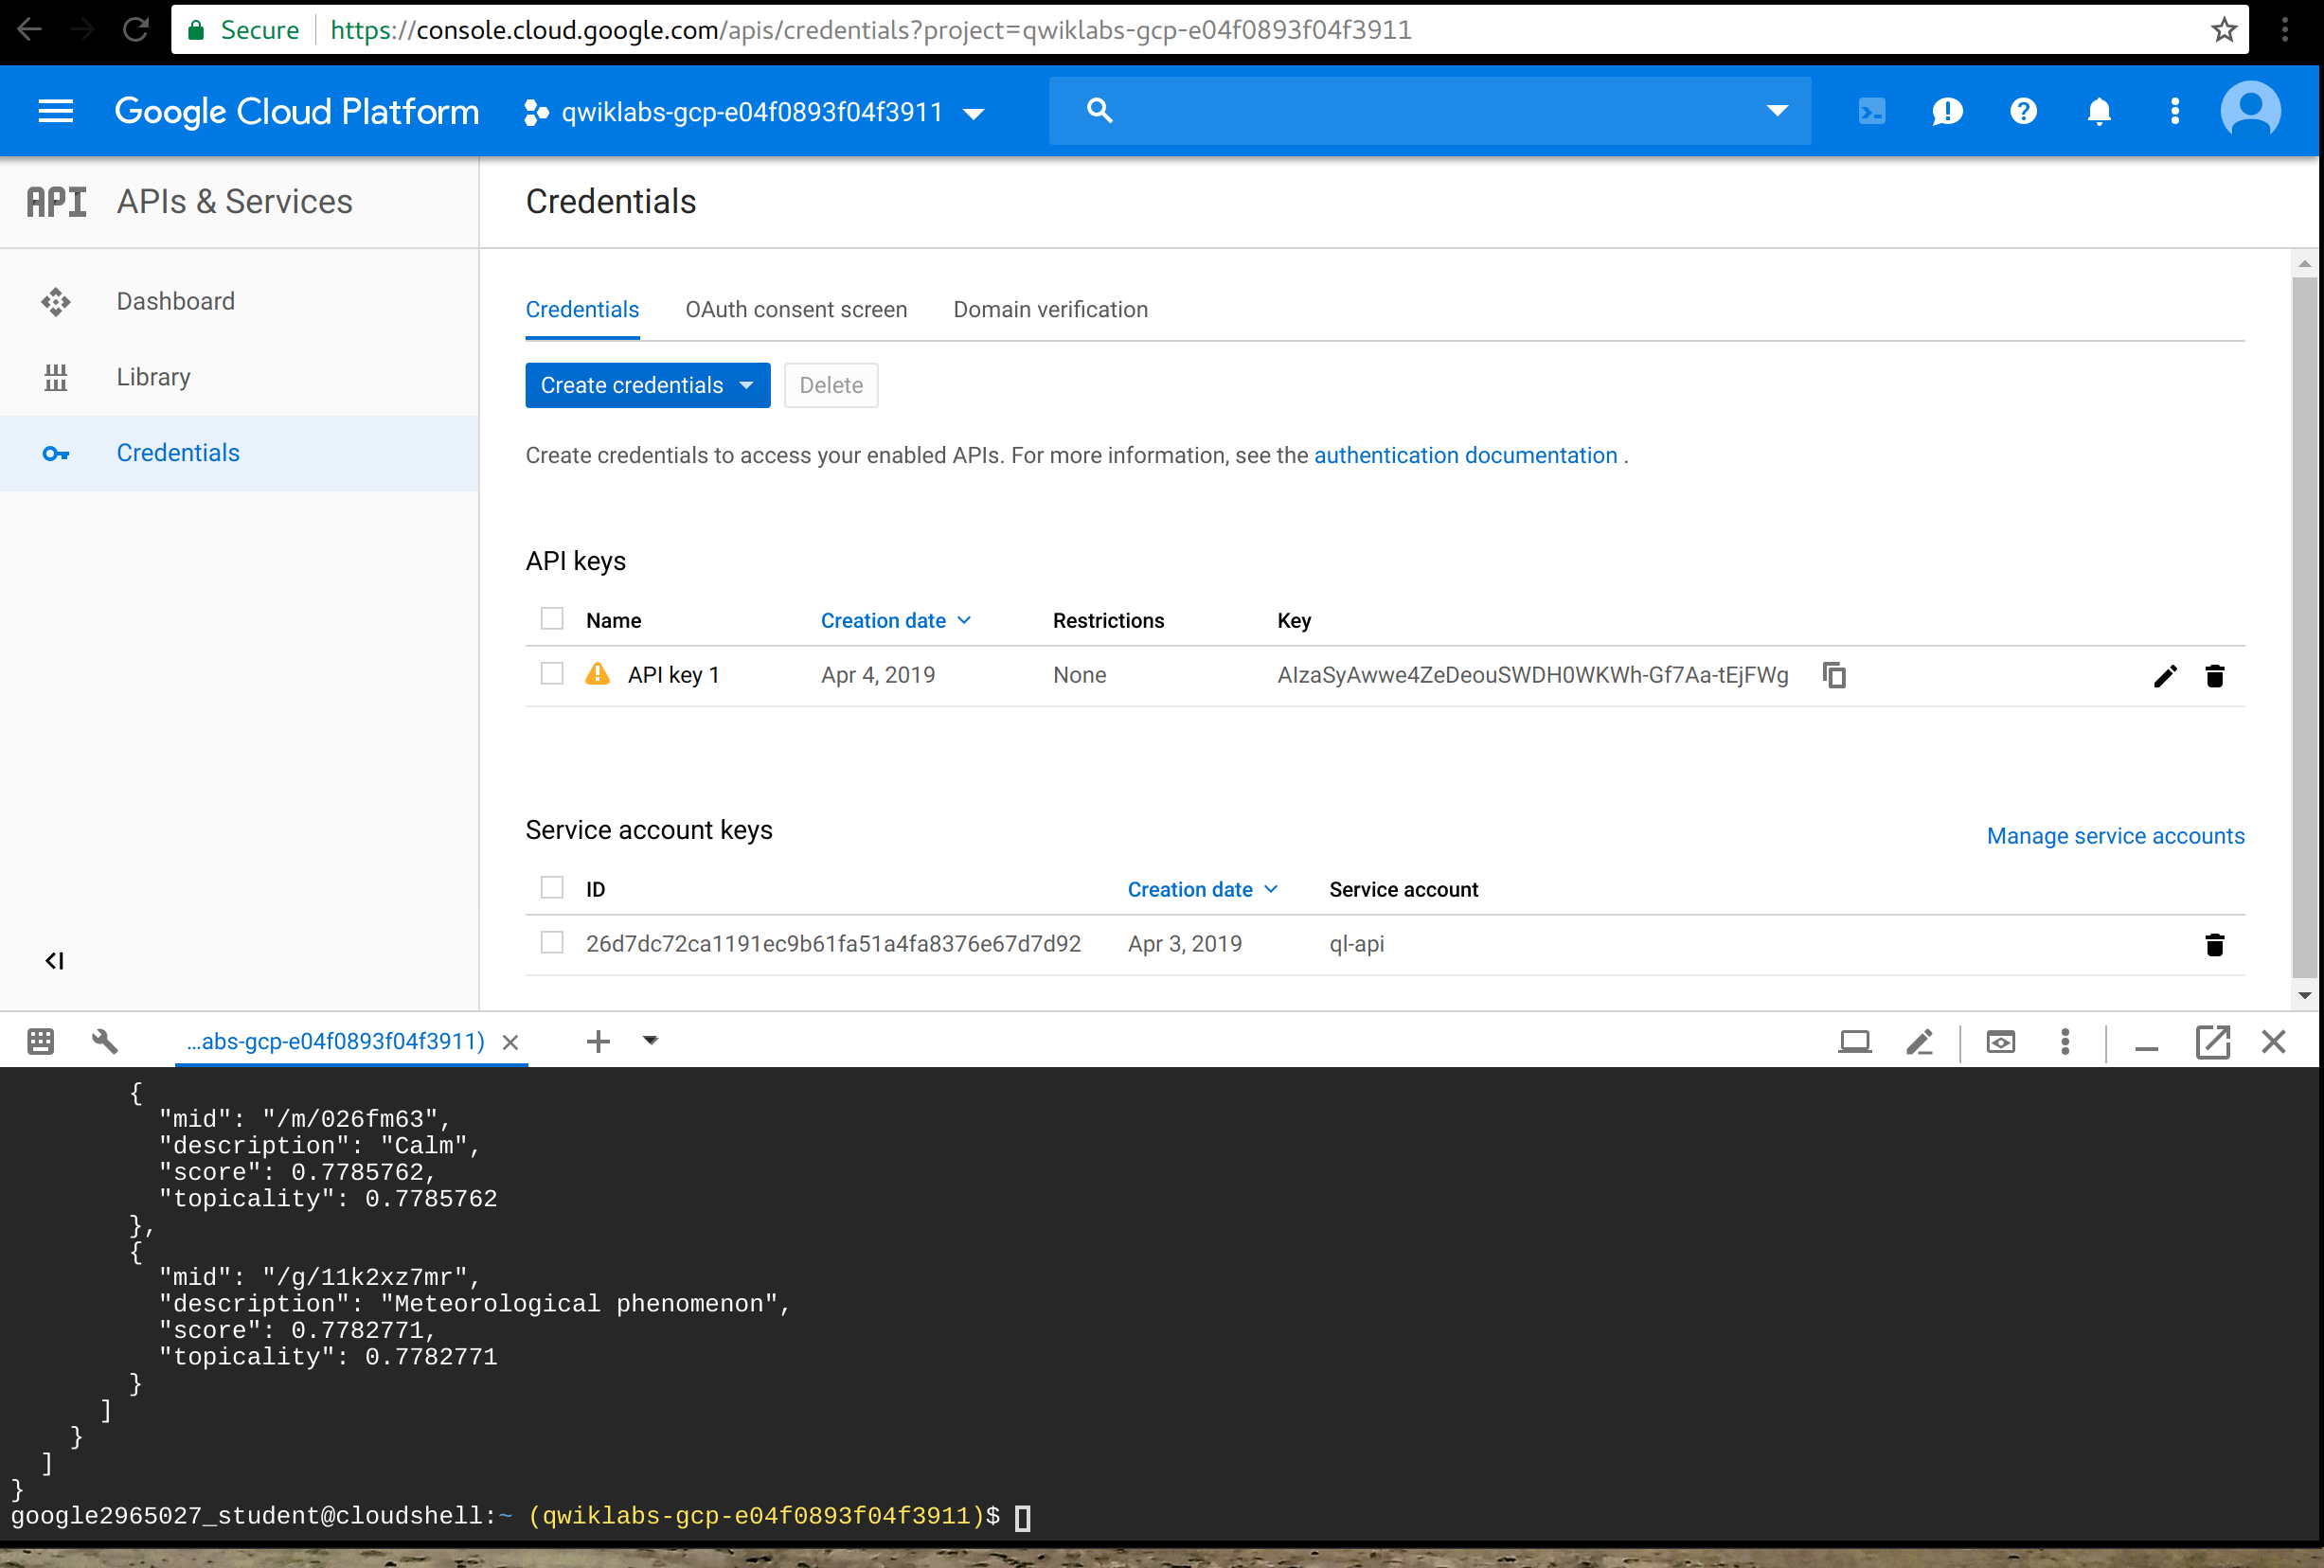 Secure https://console.cloud.google.com/apis/credentials?project=qwiklabs-gcp-e04f0893f04f3911
Google Cloud Platform qwiklabs-gcp-e04f0893f04f3911
API APIs & Services Credentials
Dashboard
Library
Credentials
Credentials OAuth consent screen Domain verification
Create credentials Delete
Create credentials to access your enabled APIs. For more information, see the authentication documentation .
API keys
Name Creation date Restrictions Key
API key 1 Apr 4, 2019 None AIzaSyAwwe4ZeDeouSWDH0WKWh-Gf7Aa-tEjFWg
Service account keys Manage service accounts
ID Creation date Service account
26d7dc72ca1191ec9b61fa51a4fa8376e67d7d92 Apr 3, 2019 ql-api
...abs-gcp-e04f0893f04f3911)
{
"mid": "/m/026fm63",
"description": "Calm",
"score": 0.7785762,
"topicality": 0.7785762
},
{
"mid": "/g/11k2xz7mr",
"description": "Meteorological phenomenon",
"score": 0.7782771,
"topicality": 0.7782771
}
]
}
]
}
google2965027_student@cloudshell:~ (qwiklabs-gcp-e04f0893f04f3911)$